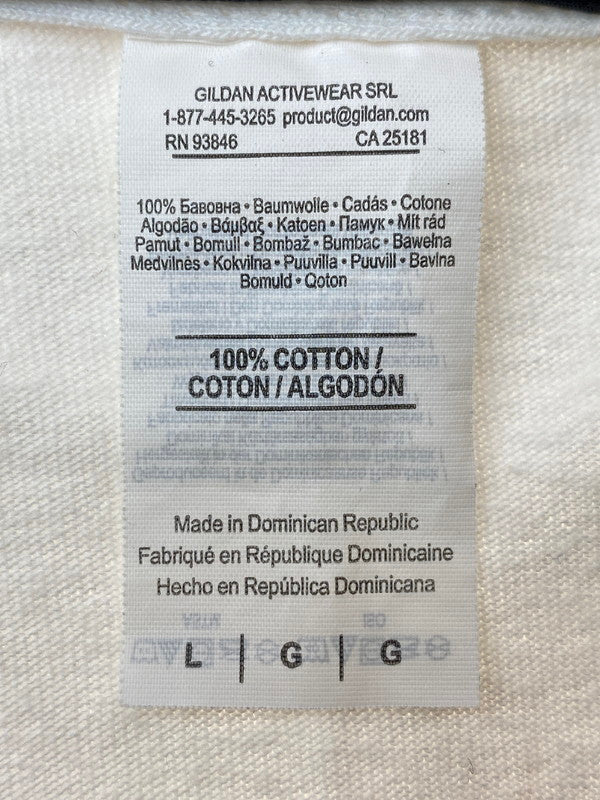 GILDAN ACTIVEWEAR SRL
1-877-445-3265 product@gildan.com
RN 93846 CA 25181
100% Бавовна • Baumwolle • Cadás • Cotone
Algodão • Βάμβαξ • Katoen • Памук • Mit rád
Pamut • Bomull • Bombaž • Bumbac • Bawełna
Medvilnės • Kokvilna • Puuvilla • Puuvill • Bavlna
Bomuld • Qoton
100% COTTON /
COTON / ALGODÓN
Made in Dominican Republic
Fabriqué en République Dominicaine
Hecho en República Dominicana
L | G | G